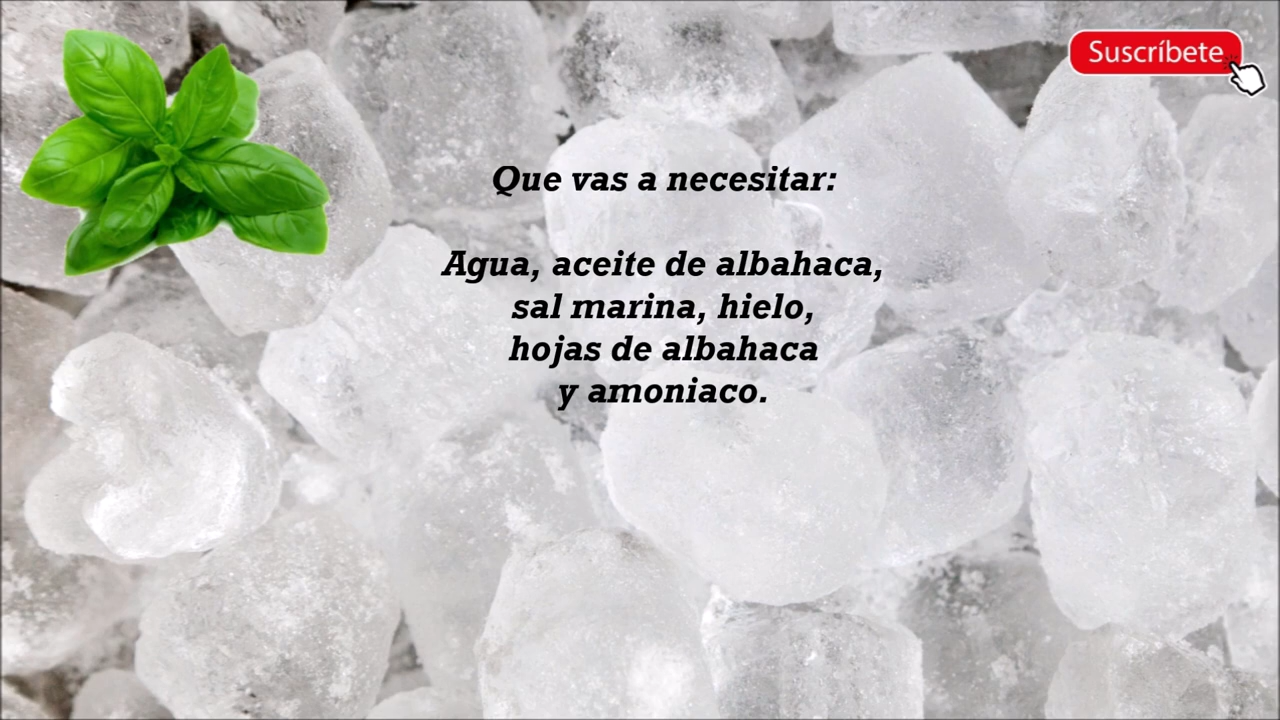 Suscríbete
Que vas a necesitar:
Agua, aceite de albahaca,
sal marina, hielo,
hojas de albahaca
y amoniaco.